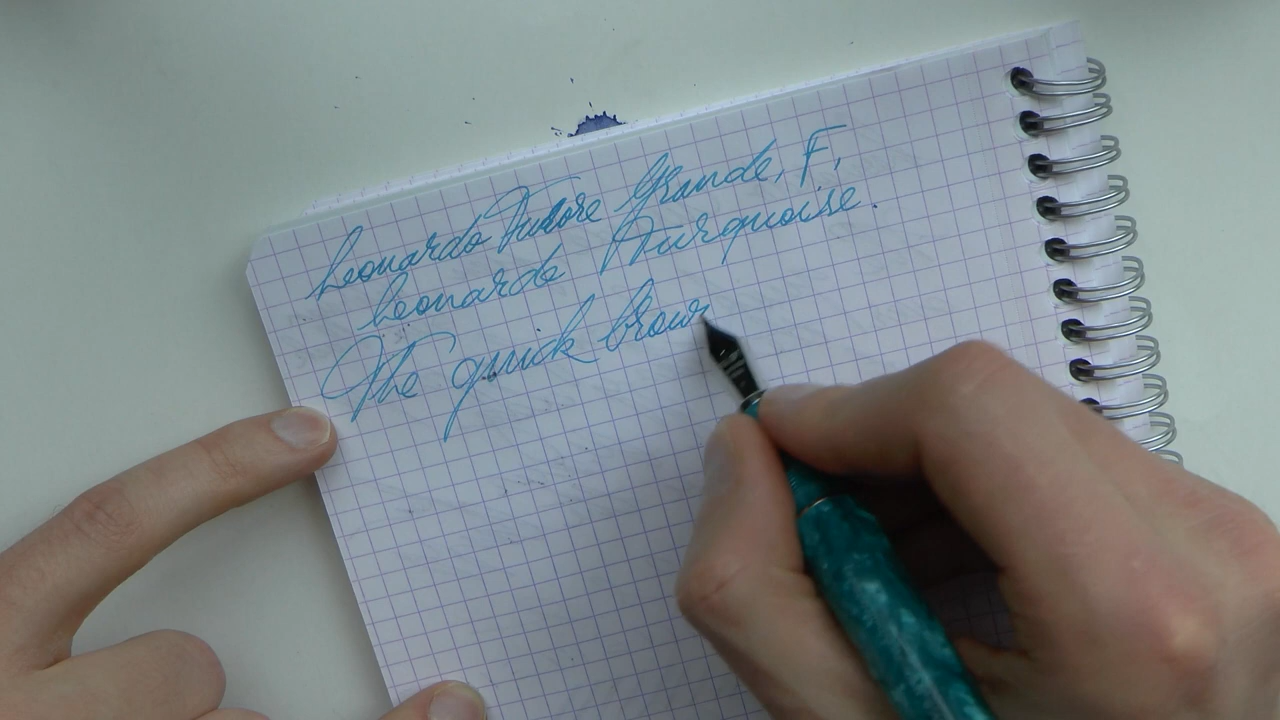 Leonardo Furore Grande, F,
Leonardo Turquoise.
The quick brow